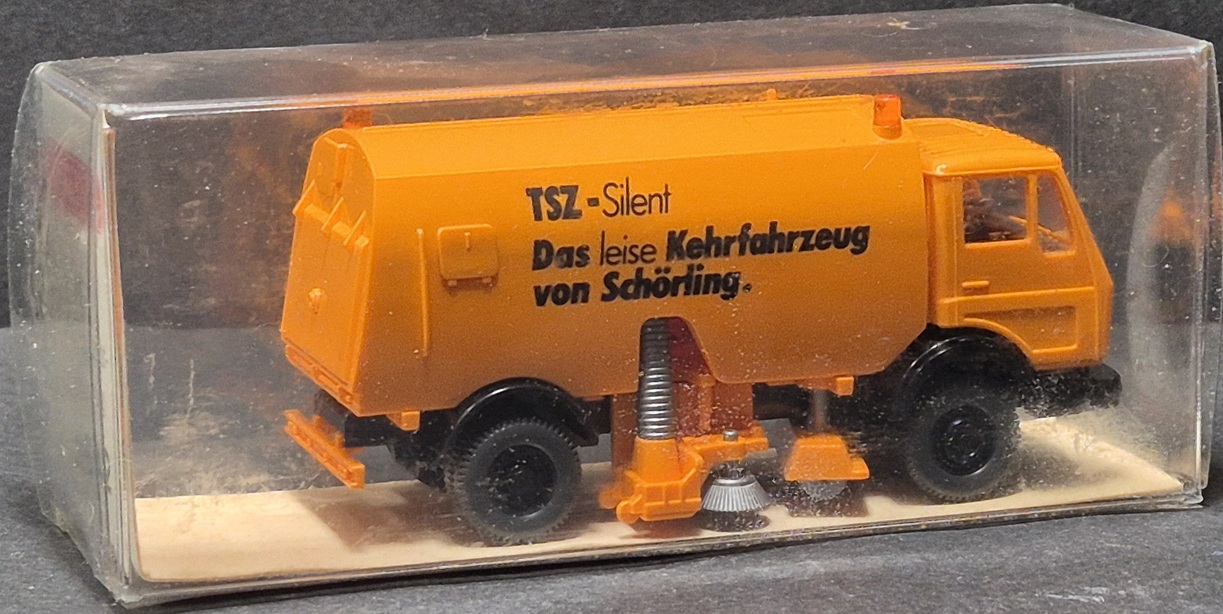 TSZ-Silent
Das leise Kehrfahrzeug
von Schörling.